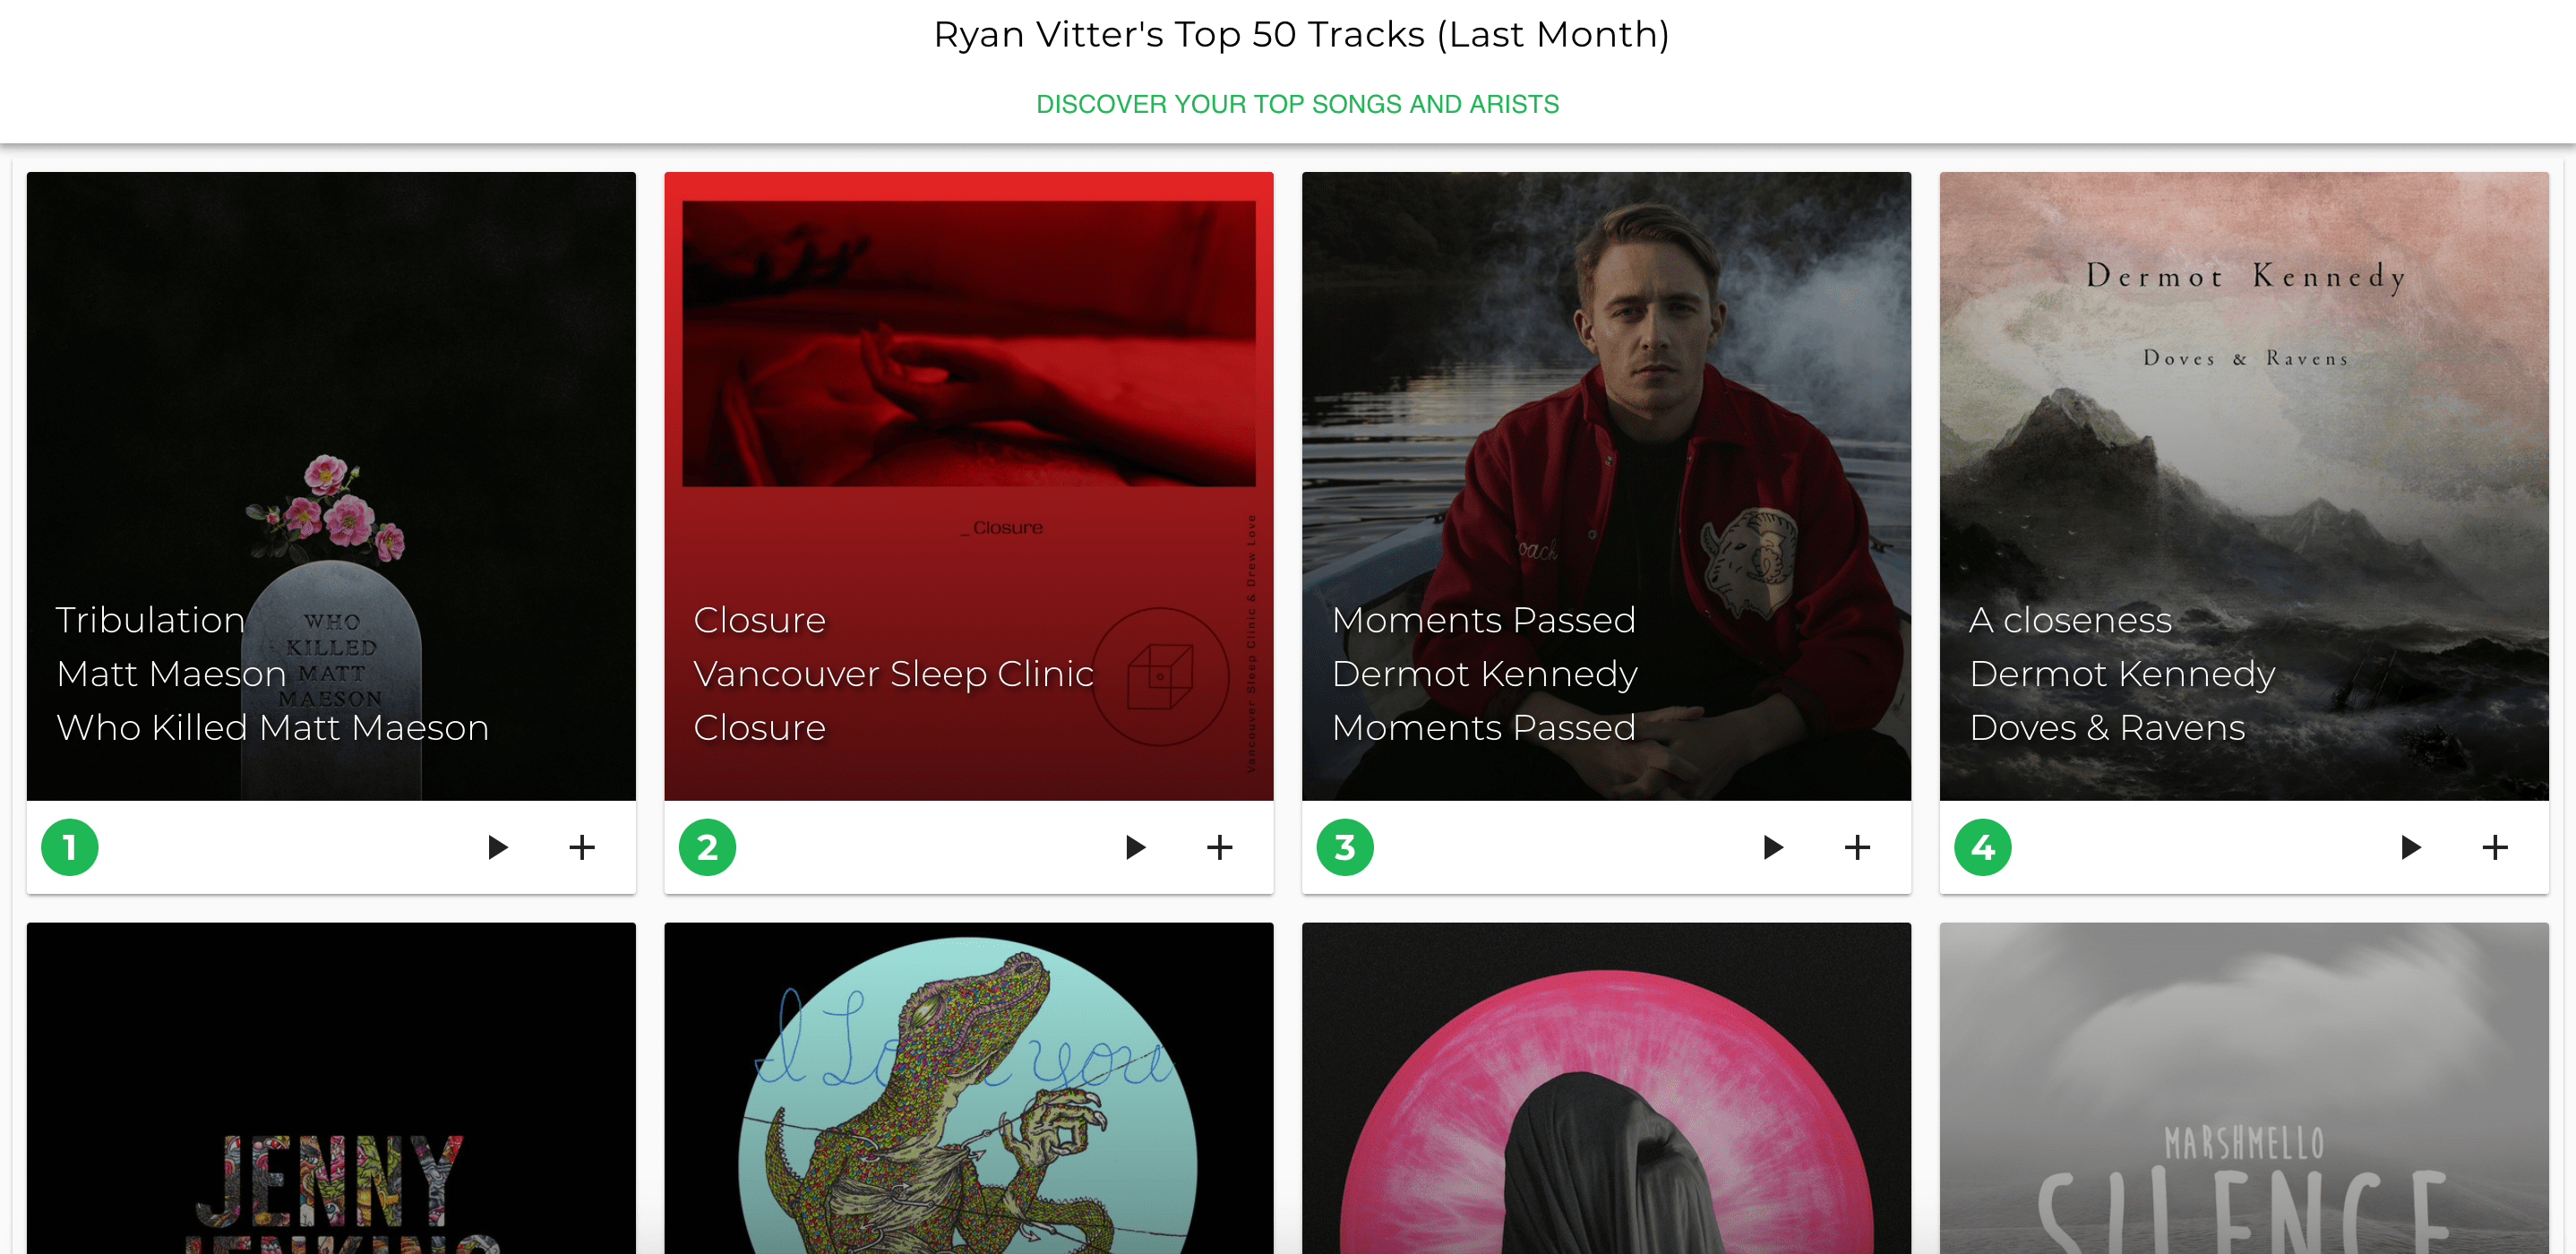 Ryan Vitter's Top 50 Tracks (Last Month)
DISCOVER YOUR TOP SONGS AND ARISTS
WHO
KILLED
MATT
MAESON
Tribulation
Matt Maeson
Who Killed Matt Maeson
1
_ Closure
Vancouver Sleep Clinic & Drew Love
Closure
Vancouver Sleep Clinic
Closure
2
oach
Moments Passed
Dermot Kennedy
Moments Passed
3
Dermot Kennedy
Doves & Ravens
A closeness
Dermot Kennedy
Doves & Ravens
4
JENNY
I Lo e you
MARSHMELLO
SILENCE